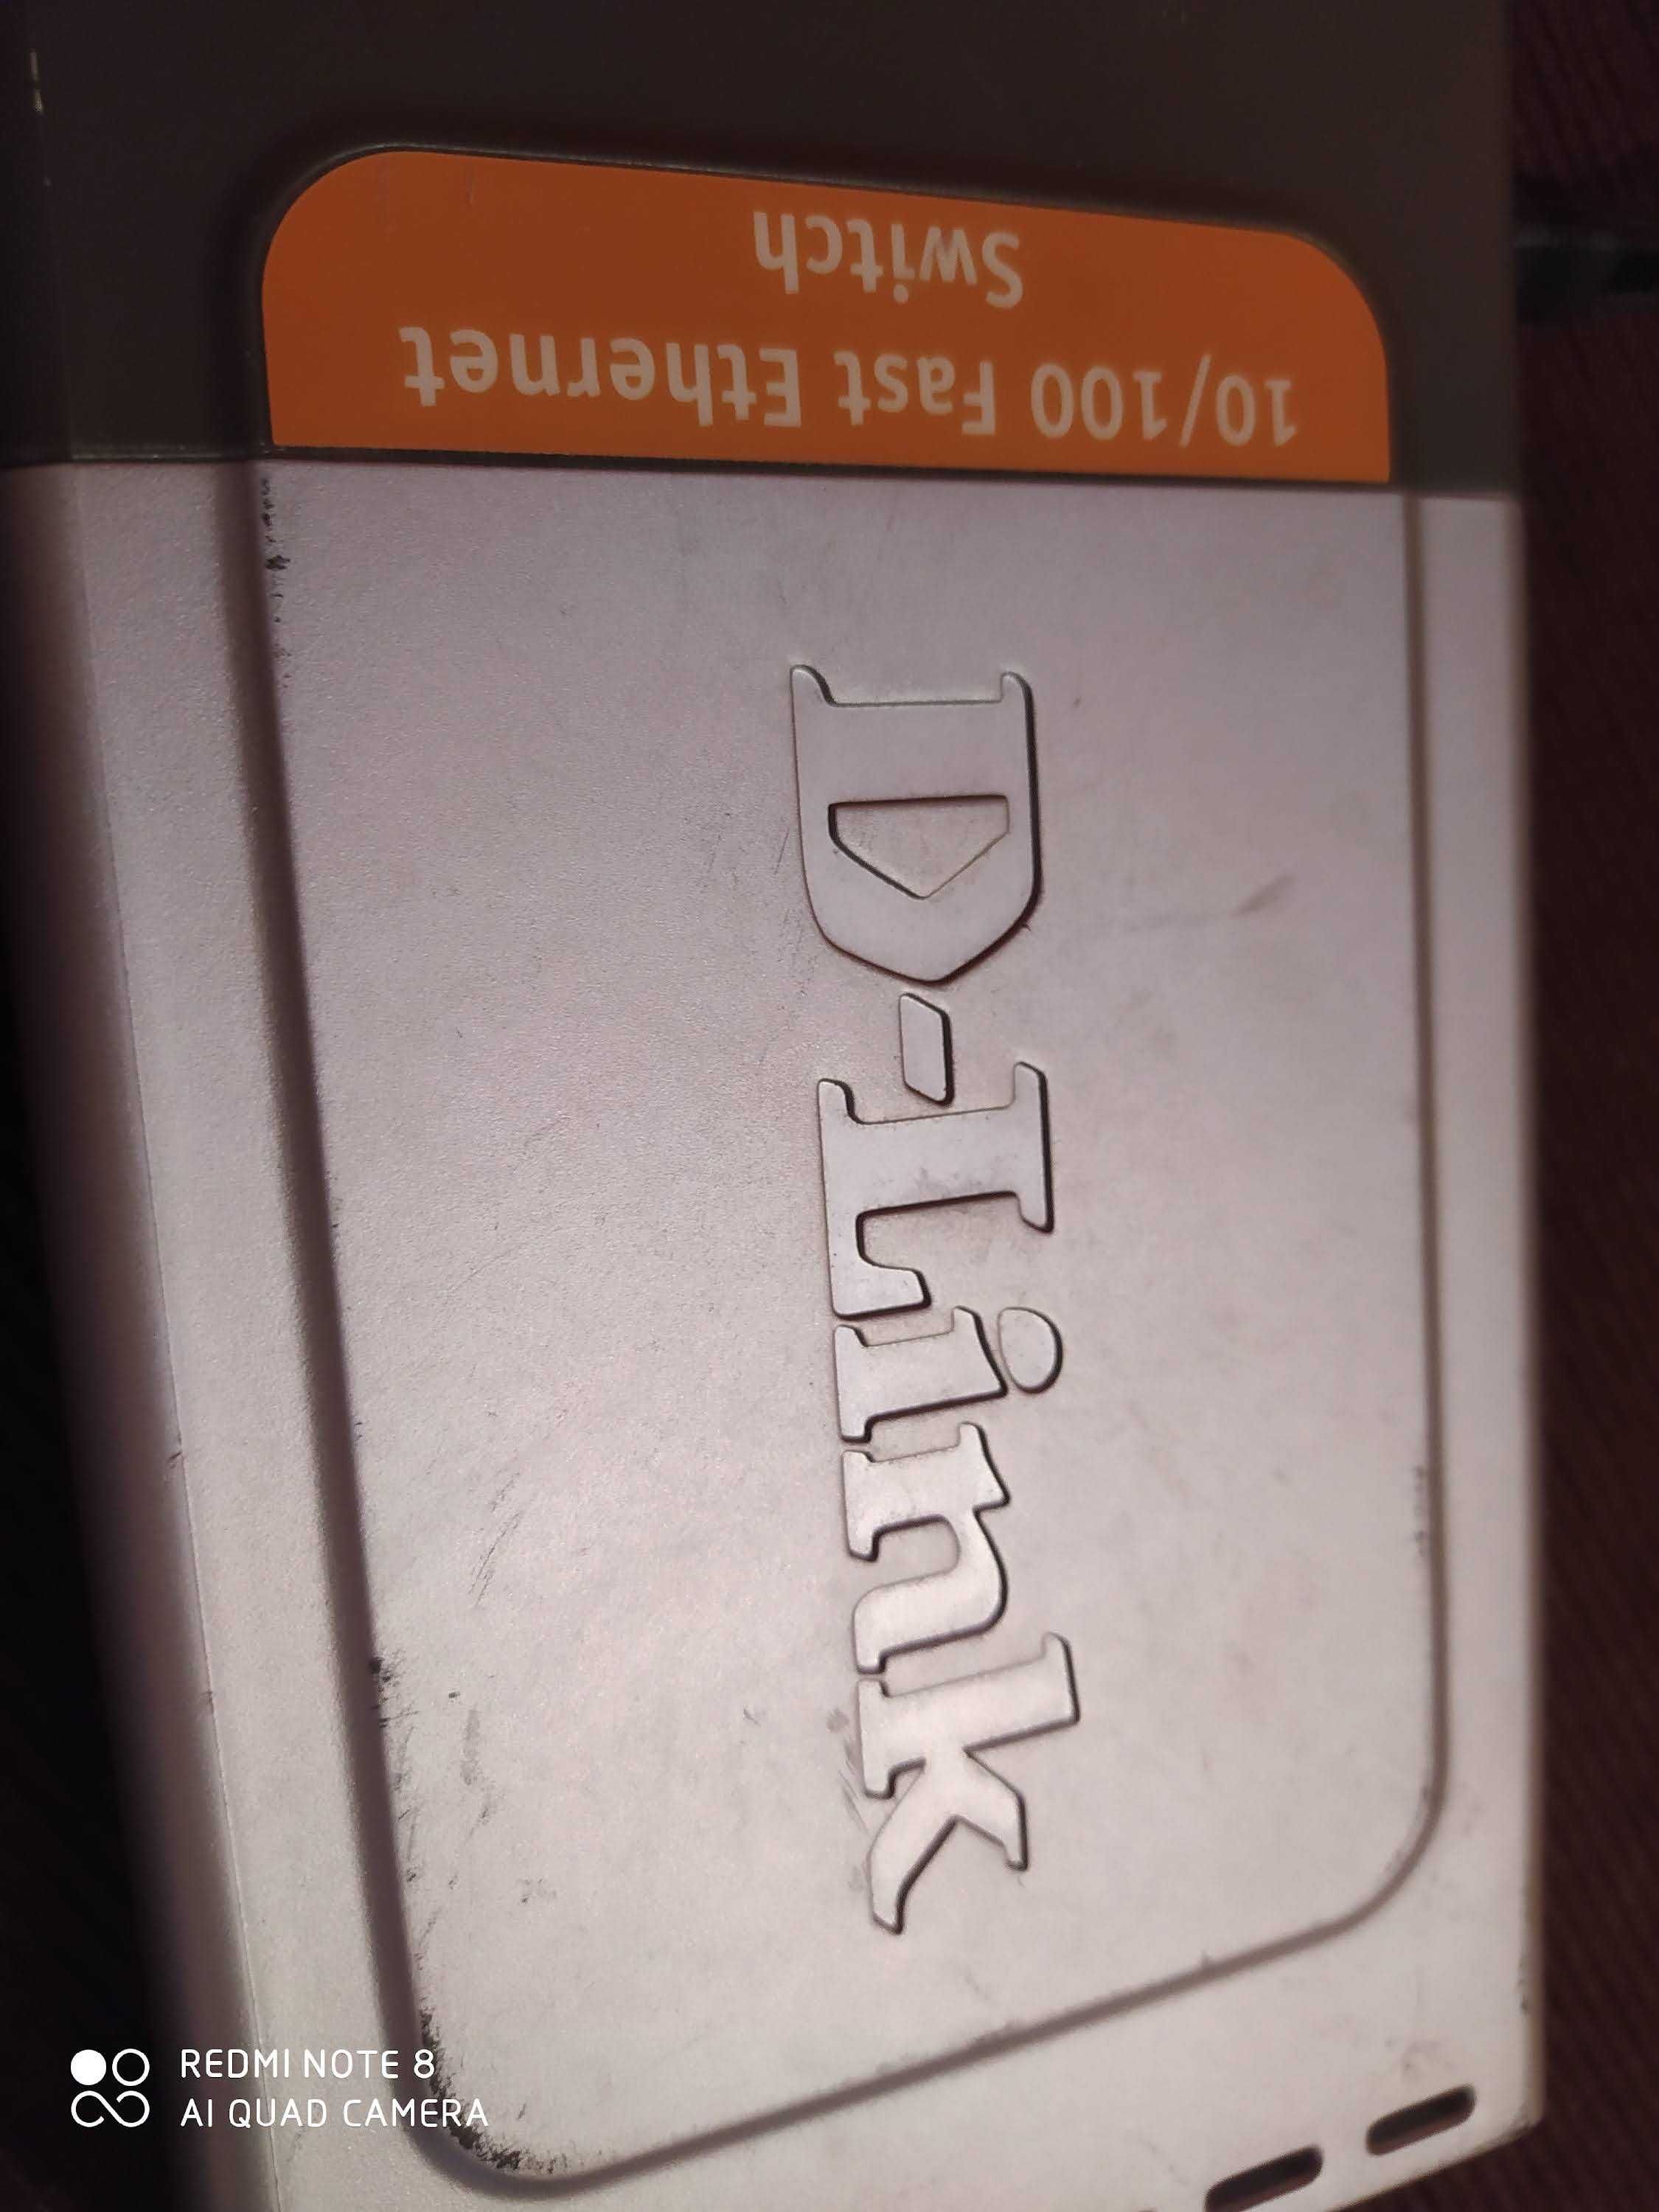 10/100 Fast Ethernet
Switch
D-Link
REDMI NOTE 8
AI QUAD CAMERA